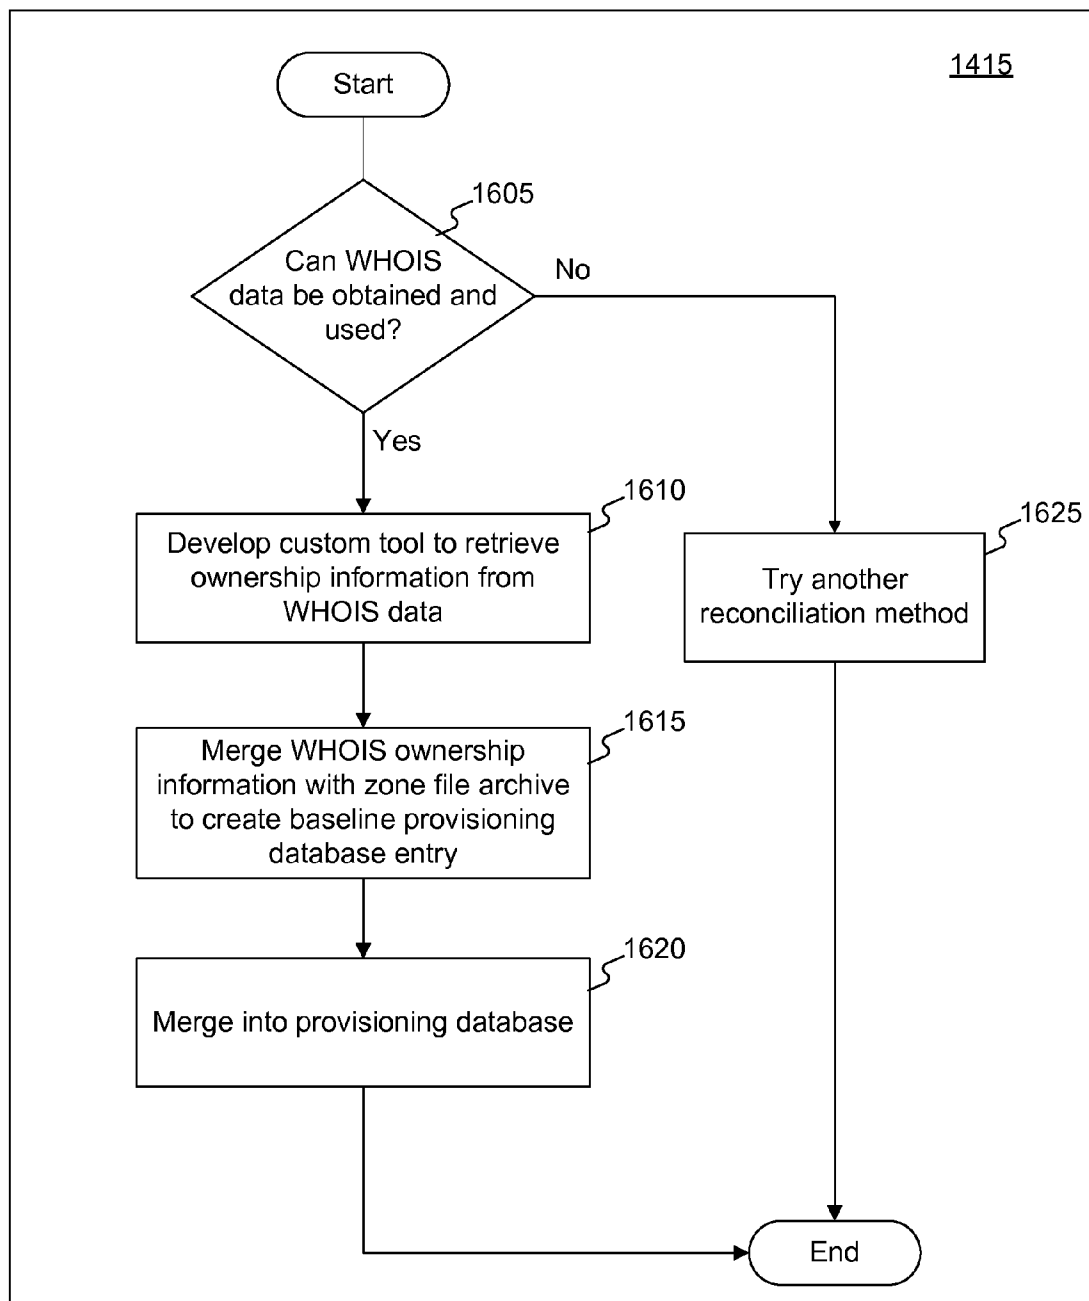 1415
Start
1605
Can WHOIS
data be obtained and
used?
No
Yes
1610
Develop custom tool to retrieve
ownership information from
WHOIS data
1625
Try another
reconciliation method
1615
Merge WHOIS ownership
information with zone file archive
to create baseline provisioning
database entry
1620
Merge into provisioning database
End